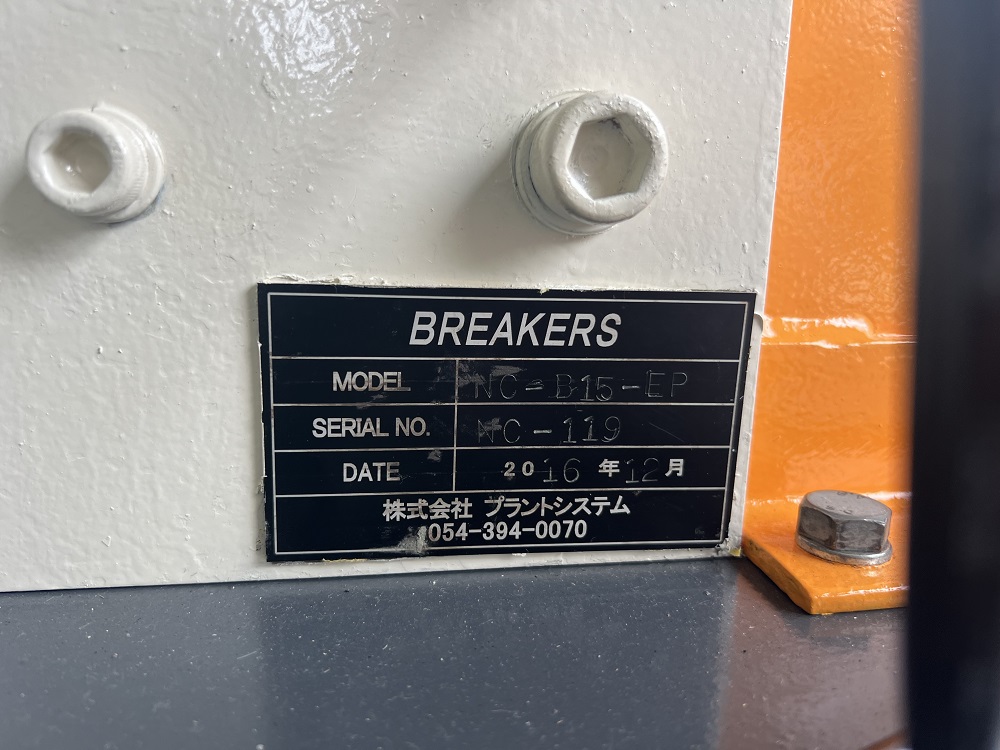 BREAKERS
MODEL NC-B15-EP
SERIAL NO. NC-119
DATE 2016年12月
株式会社 プラントシステム
054-394-0070